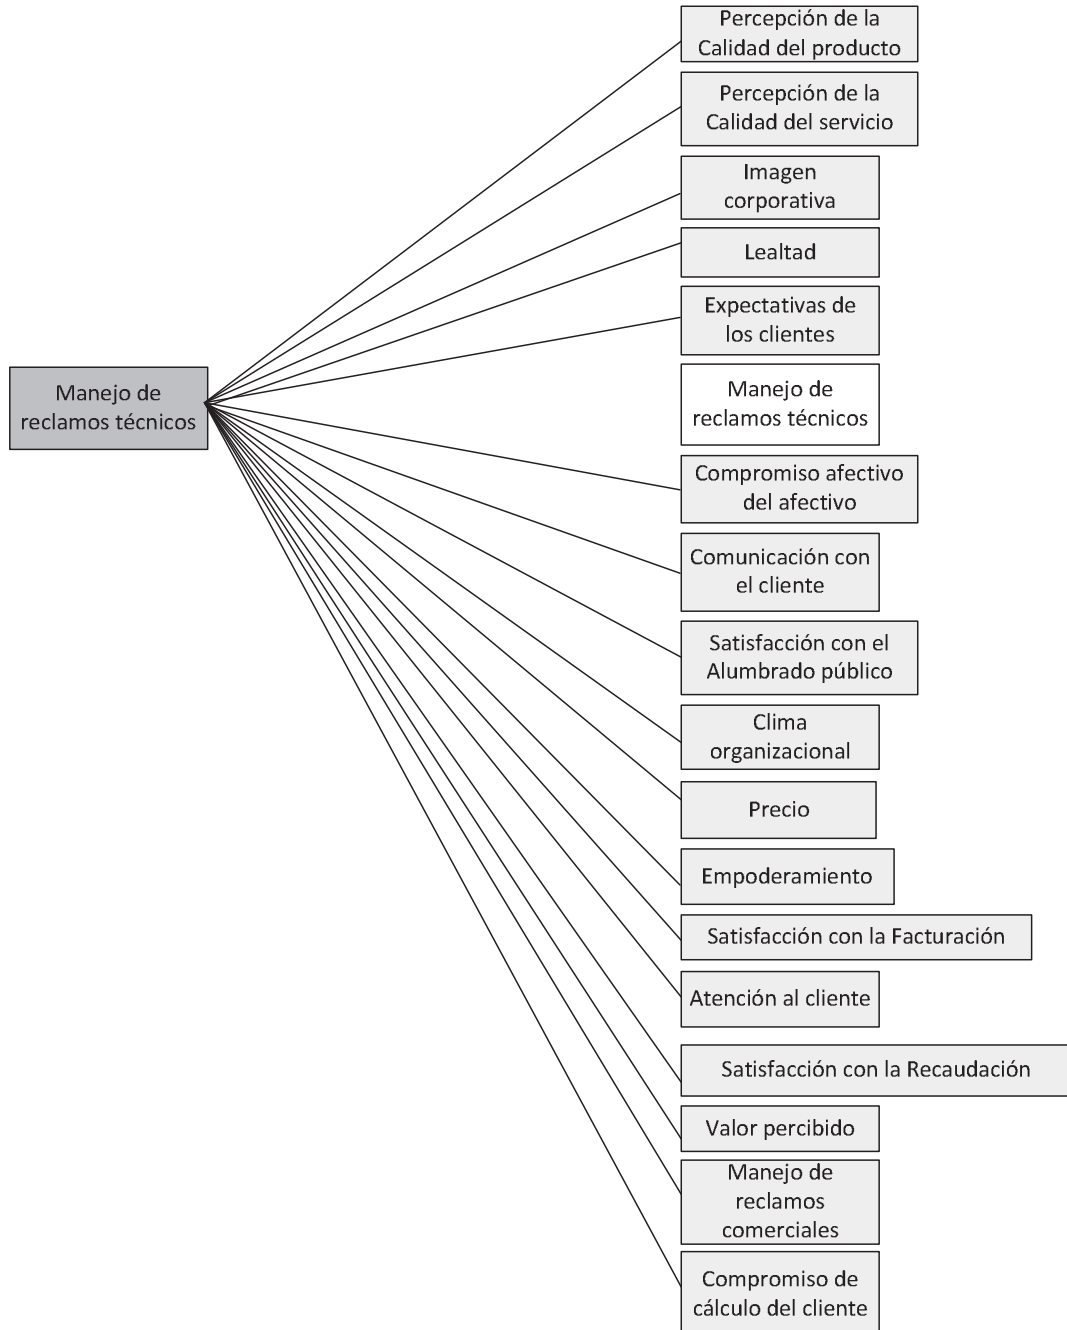 Percepción de la
Calidad del producto
Percepción de la
Calidad del servicio
Imagen
corporativa
Lealtad
Expectativas de
los clientes
Manejo de
reclamos técnicos
Manejo de
reclamos técnicos
Compromiso afectivo
del afectivo
Comunicación con
el cliente
Satisfacción con el
Alumbrado público
Clima
organizacional
Precio
Empoderamiento
Satisfacción con la Facturación
Atención al cliente
Satisfacción con la Recaudación
Valor percibido
Manejo de
reclamos
comerciales
Compromiso de
cálculo del cliente